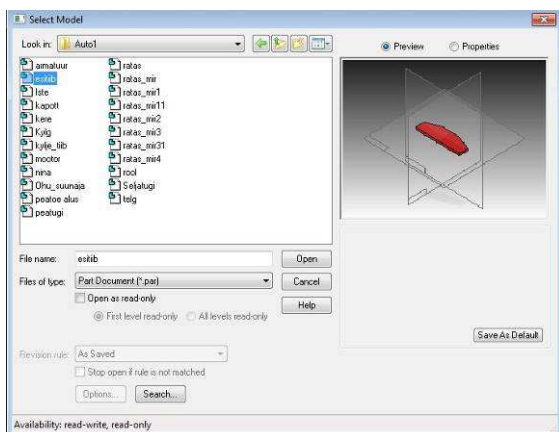 Select Model
Look in: Auto1
Preview Properties
armatuur
esitiib
Iste
kapott
kere
Kylg
kylje_tiib
mootor
nina
Ohu_suunaja
peatoe alus
peatugi
ratas
ratas_mir
ratas_mir1
ratas_mir11
ratas_mir2
ratas_mir3
ratas_mir31
ratas_mir4
rool
Seljatugi
telg
File name: esitiib Open
Files of type: Part Document (*.par) Cancel
Open as read-only Help
First level read-only All levels read-only
Save As Default
Revision rule: As Saved
Stop open if rule is not matched
Options... Search...
Availability: read-write, read-only